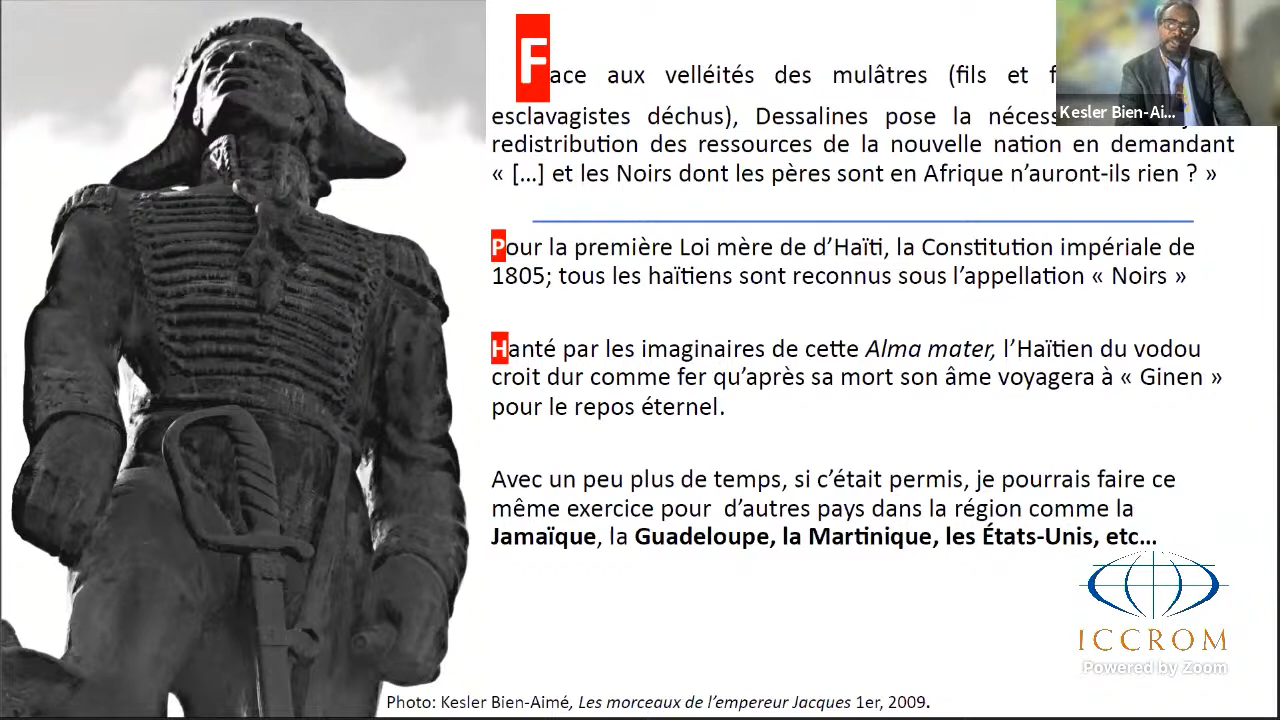 Face aux velléités des mulâtres (fils et
esclavagistes déchus), Dessalines pose la
redistribution des ressources de la nouvelle nation en demandant
« [...] et les Noirs dont les pères sont en Afrique n’auront-ils rien ? »
Pour la première Loi mère de d’Haïti, la Constitution impériale de
1805; tous les haïtiens sont reconnus sous l’appellation « Noirs »
Hanté par les imaginaires de cette Alma mater, l’Haïtien du vodou
croit dur comme fer qu’après sa mort son âme voyagera à « Ginen »
pour le repos éternel.
Avec un peu plus de temps, si c’était permis, je pourrais faire ce
même exercice pour d’autres pays dans la région comme la
Jamaïque, la Guadeloupe, la Martinique, les États-Unis, etc...
Kesler Bien-Ai...
ICCROM
Powered by Zoom
Photo: Kesler Bien-Aimé, Les morceaux de l’empereur Jacques 1er, 2009.